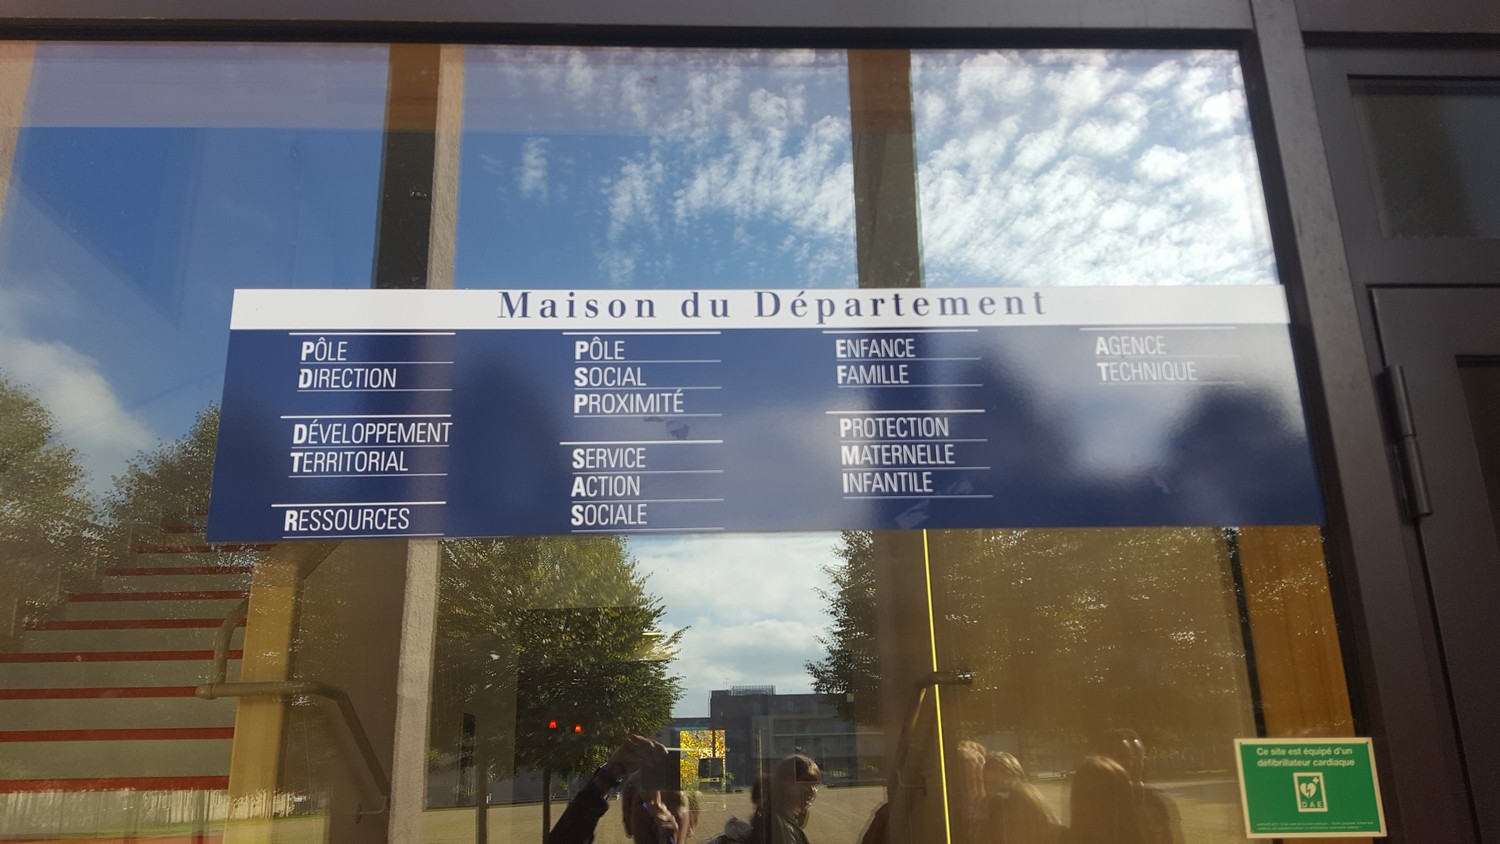 Maison du Département
PÔLE
DIRECTION
DÉVELOPPEMENT
TERRITORIAL
RESSOURCES
PÔLE
SOCIAL
PROXIMITÉ
SERVICE
ACTION
SOCIALE
ENFANCE
FAMILLE
PROTECTION
MATERNELLE
INFANTILE
AGENCE
TECHNIQUE
Ce site est équipé d'un
défibrillateur cardiaque
DAE